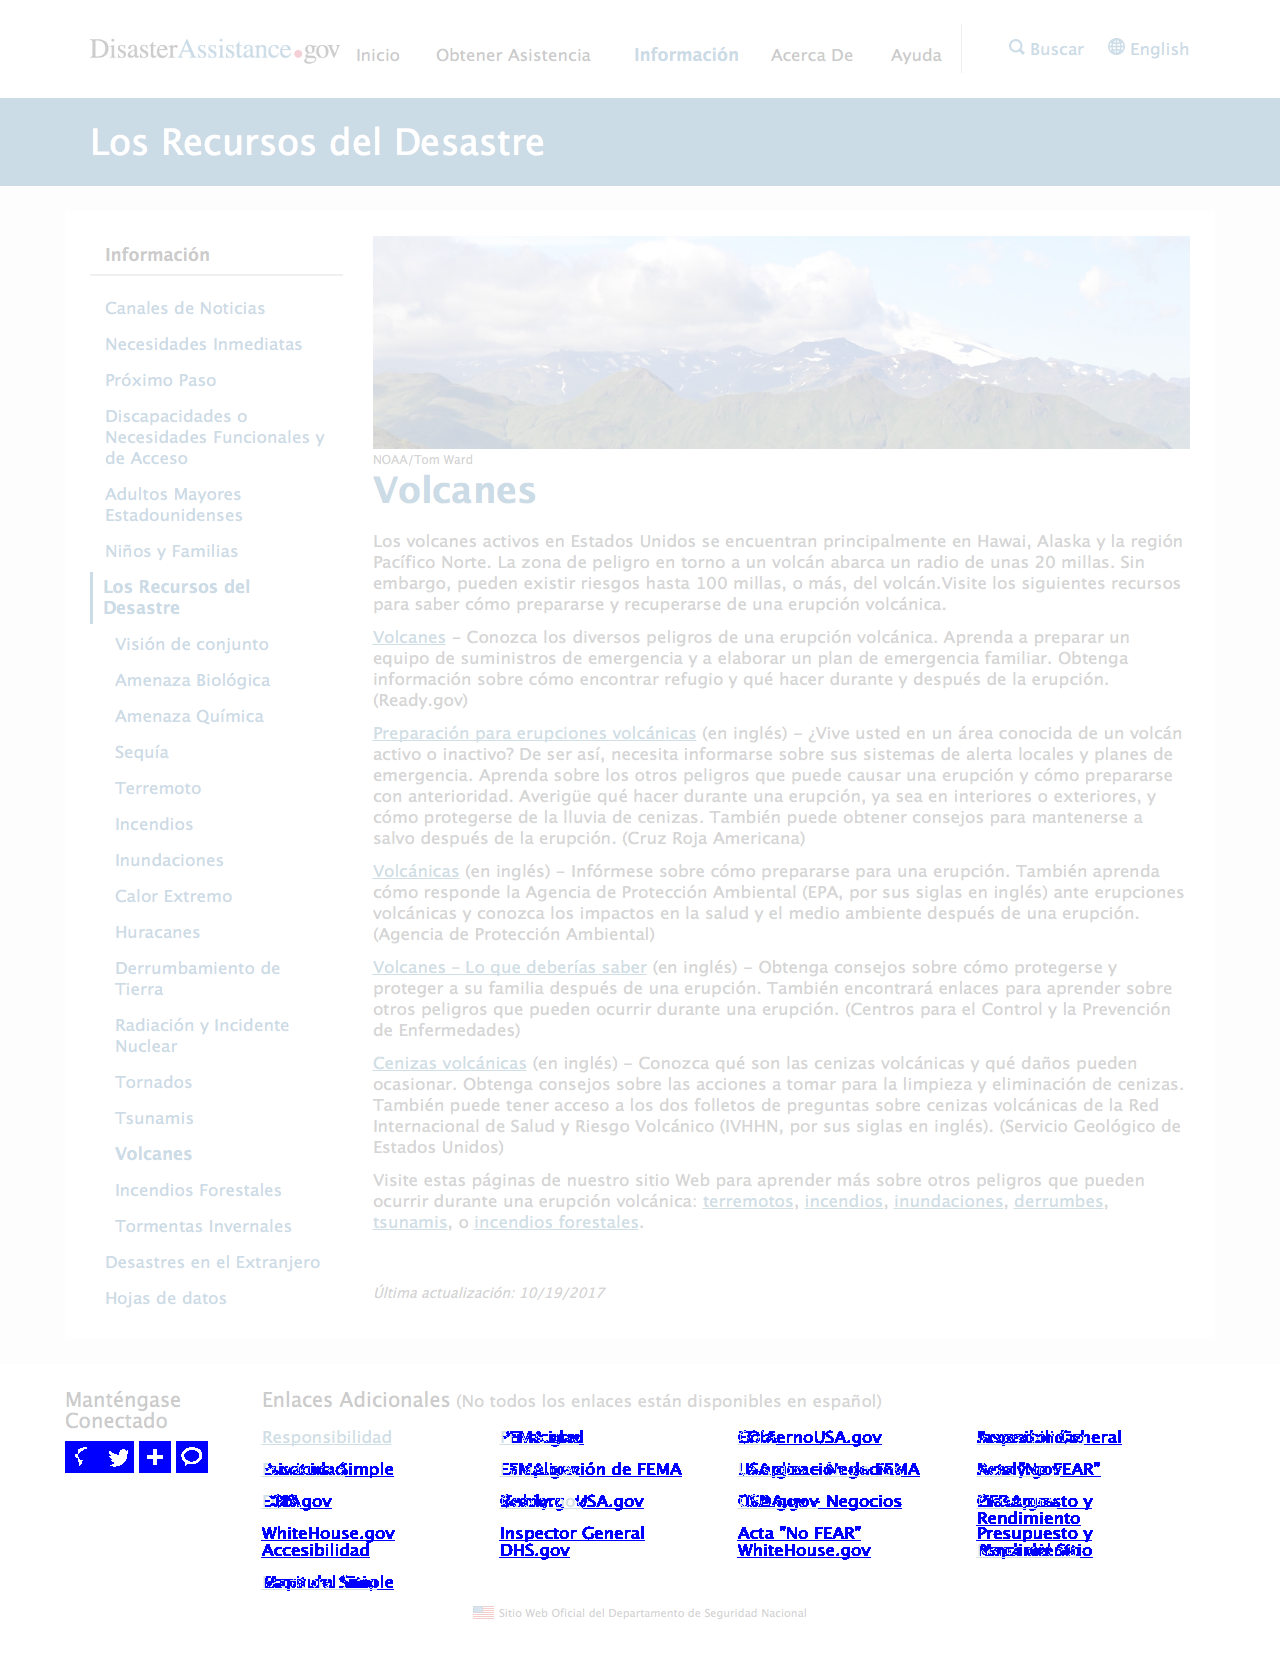 DisasterAssistance.gov
Inicio
Obtener Asistencia
Información
Acerca De
Ayuda
Buscar
English
Los Recursos del Desastre
Información
Canales de Noticias
Necesidades Inmediatas
Próximo Paso
Discapacidades o
Necesidades Funcionales y
de Acceso
Adultos Mayores
Estadounidenses
Niños y Familias
Los Recursos del
Desastre
Visión de conjunto
Amenaza Biológica
Amenaza Química
Sequía
Terremoto
Incendios
Inundaciones
Calor Extremo
Huracanes
Derrumbamiento de
Tierra
Radiación y Incidente
Nuclear
Tornados
Tsunamis
Volcanes
Incendios Forestales
Tormentas Invernales
Desastres en el Extranjero
Hojas de datos
NOAA/Tom Ward
Volcanes
Los volcanes activos en Estados Unidos se encuentran principalmente en Hawai, Alaska y la región
Pacífico Norte. La zona de peligro en torno a un volcán abarca un radio de unas 20 millas. Sin
embargo, pueden existir riesgos hasta 100 millas, o más, del volcán.Visite los siguientes recursos
para saber cómo prepararse y recuperarse de una erupción volcánica.
Volcanes – Conozca los diversos peligros de una erupción volcánica. Aprenda a preparar un
equipo de suministros de emergencia y a elaborar un plan de emergencia familiar. Obtenga
información sobre cómo encontrar refugio y qué hacer durante y después de la erupción.
(Ready.gov)
Preparación para erupciones volcánicas (en inglés) – ¿Vive usted en un área conocida de un volcán
activo o inactivo? De ser así, necesita informarse sobre sus sistemas de alerta locales y planes de
emergencia. Aprenda sobre los otros peligros que puede causar una erupción y cómo prepararse
con anterioridad. Averigüe qué hacer durante una erupción, ya sea en interiores o exteriores, y
cómo protegerse de la lluvia de cenizas. También puede obtener consejos para mantenerse a
salvo después de la erupción. (Cruz Roja Americana)
Volcánicas (en inglés) – Infórmese sobre cómo prepararse para una erupción. También aprenda
cómo responde la Agencia de Protección Ambiental (EPA, por sus siglas en inglés) ante erupciones
volcánicas y conozca los impactos en la salud y el medio ambiente después de una erupción.
(Agencia de Protección Ambiental)
Volcanes – Lo que deberías saber (en inglés) – Obtenga consejos sobre cómo protegerse y
proteger a su familia después de una erupción. También encontrará enlaces para aprender sobre
otros peligros que pueden ocurrir durante una erupción. (Centros para el Control y la Prevención
de Enfermedades)
Cenizas volcánicas (en inglés) – Conozca qué son las cenizas volcánicas y qué daños pueden
ocasionar. Obtenga consejos sobre las acciones a tomar para la limpieza y eliminación de cenizas.
También puede tener acceso a los dos folletos de preguntas sobre cenizas volcánicas de la Red
Internacional de Salud y Riesgo Volcánico (IVHHN, por sus siglas en inglés). (Servicio Geológico de
Estados Unidos)
Visite estas páginas de nuestro sitio Web para aprender más sobre otros peligros que pueden
ocurrir durante una erupción volcánica: terremotos, incendios, inundaciones, derrumbes,
tsunamis, o incendios forestales.
Última actualización: 10/19/2017
Manténgase
Conectado
Enlaces Adicionales (No todos los enlaces están disponibles en español)
Responsibilidad
WhiteHouse.gov
Accesibilidad
Inspector General
DHS.gov
Acta "No FEAR"
WhiteHouse.gov
Rendimiento
Presupuesto y
Sitio Web Oficial del Departamento de Seguridad Nacional